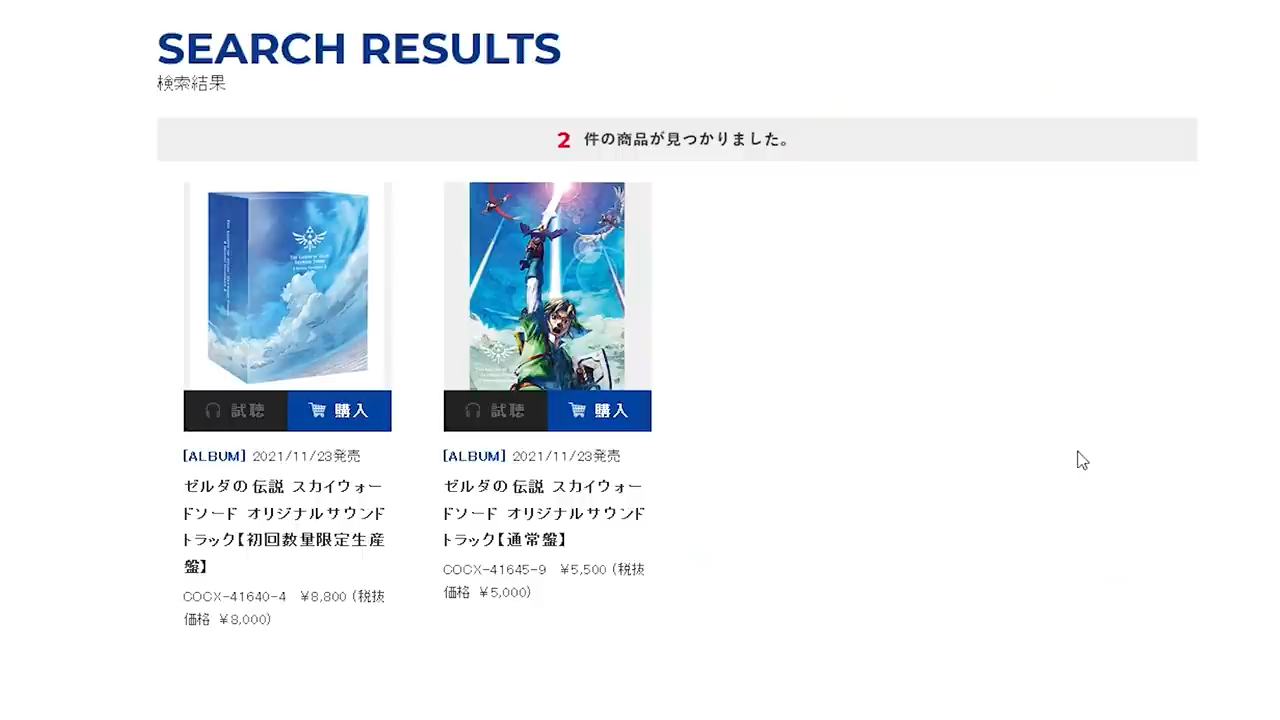 SEARCH RESULTS
検索結果
2 件の商品が見つかりました。
試聴 購入
[ALBUM] 2021/11/23発売
ゼルダの伝説 スカイウォー
ドソード オリジナルサウンド
トラック【初回数量限定生産
盤】
COCX-41640-4 ￥8,800 (税抜
価格 ￥8,000)
試聴 購入
[ALBUM] 2021/11/23発売
ゼルダの伝説 スカイウォー
ドソード オリジナルサウンド
トラック【通常盤】
COCX-41645-9 ￥5,500 (税抜
価格 ￥5,000)